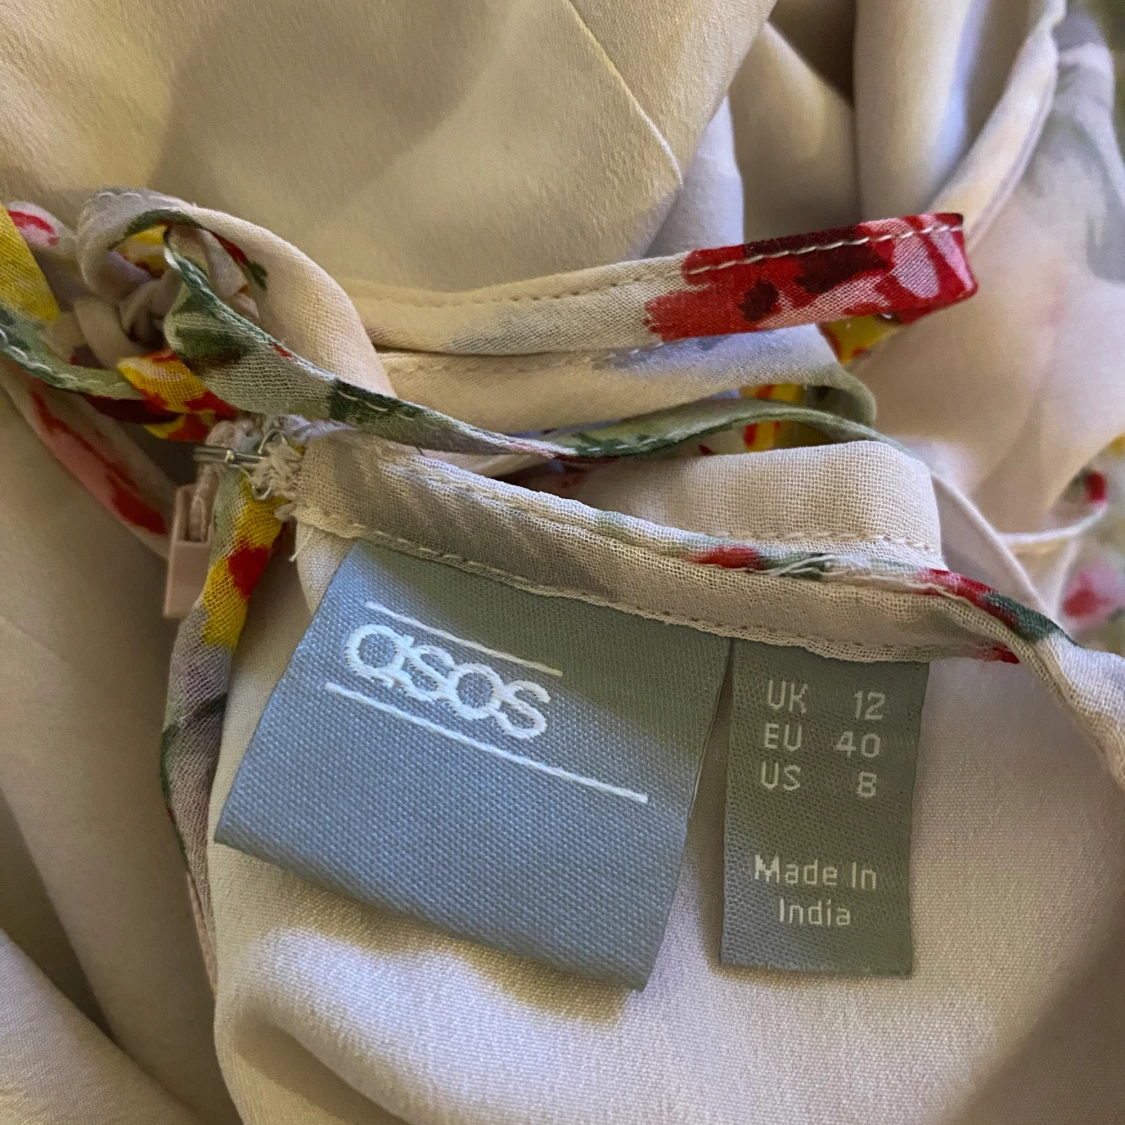 asos
UK 12
EU 40
US 8
Made In
India